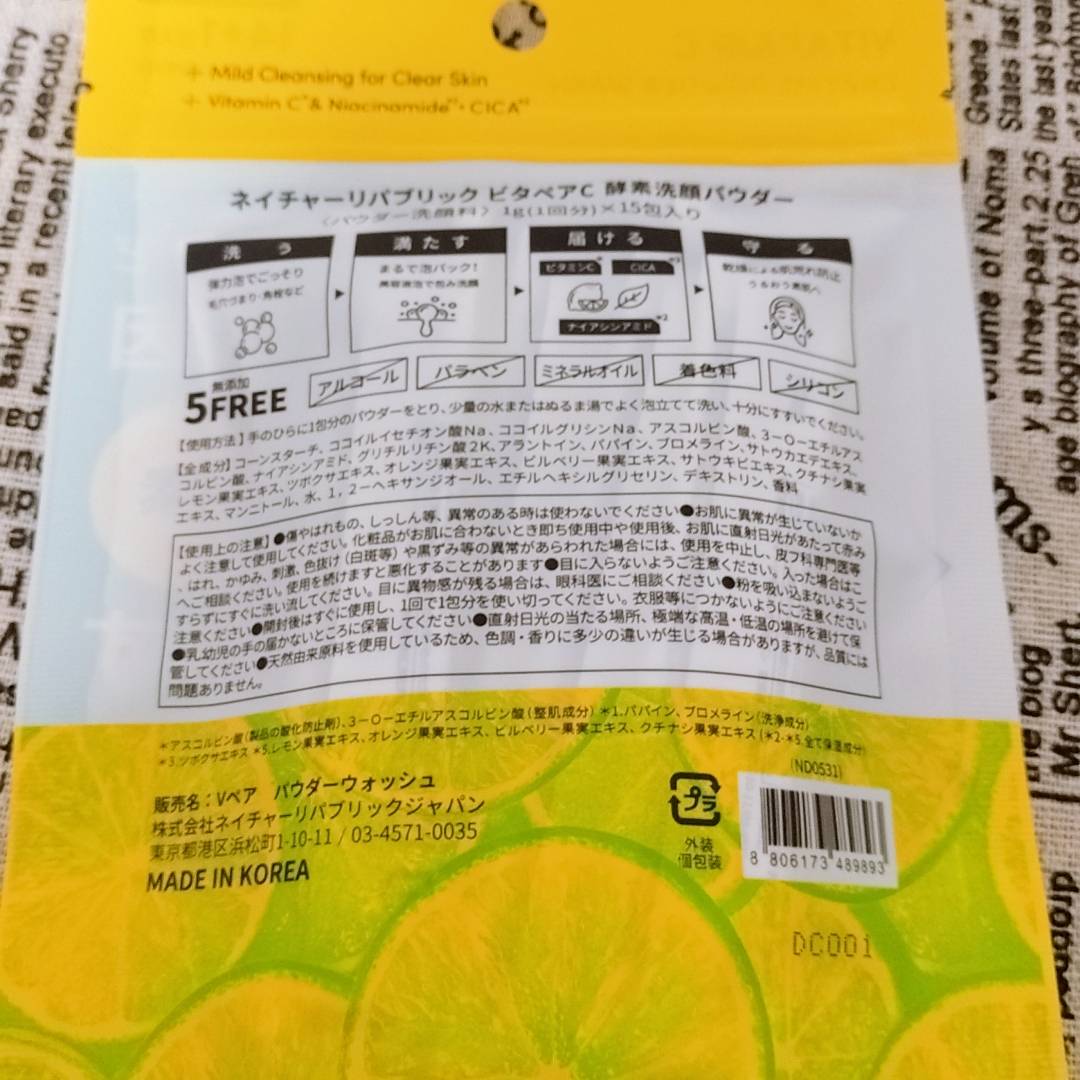 + Mild Cleansing for Clear Skin
+ Vitamin C*& Niacinamide*²・CICA*³
ネイチャーリパブリック ビタペアC 酵素洗顔パウダー
〈パウダー洗顔料〉 1g(1回分)×15包入り
洗う
強力泡でごっそり
毛穴づまり・角栓など
満たす
まるで泡パック!
美容液泡で包み洗顔
届ける
ビタミンC*
CICA*³
ナイアシンアミド*²
守る
乾燥による肌荒れ防止
うるおう素肌へ
無添加
5FREE
アルコール
パラベン
ミネラルオイル
着色料
シリコン
【使用方法】手のひらに1包分のパウダーをとり、少量の水またはぬるま湯でよく泡立てて洗い、十分にすすいでください。
【全成分】コーンスターチ、ココイルイセチオン酸Na、ココイルグリシンNa、アスコルビン酸、3－O－エチルアス
コルビン酸、ナイアシンアミド、グリチルリチン酸2K、アラントイン、パパイン、ブロメライン、サトウカエデエキス、
レモン果実エキス、ツボクサエキス、オレンジ果実エキス、ビルベリー果実エキス、サトウキビエキス、クチナシ果実
エキス、マンニトール、水、1，2－ヘキサンジオール、エチルヘキシルグリセリン、デキストリン、香料
【使用上の注意】●傷やはれもの、しっしん等、異常のある時は使わないでください●お肌に異常が生じていないか
よく注意して使用してください。化粧品がお肌に合わないとき即ち使用中や使用後、お肌に直射日光があたって赤み
、はれ、かゆみ、刺激、色抜け(白斑等)や黒ずみ等の異常があらわれた場合には、使用を中止し、皮フ科専門医等
へご相談ください。使用を続けますと悪化することがあります●目に入らないようご注意ください。入った場合はこ
すらずにすぐに洗い流してください。目に異物感が残る場合は、眼科医にご相談ください●粉を吸い込まないようご
注意ください●開封後はすぐに使用し、1回で1包分を使い切ってください。衣服等につかないようにご注意ください
●乳幼児の手の届かないところに保管してください●直射日光の当たる場所、極端な高温・低温の場所を避けて保
管してください●天然由来原料を使用しているため、色調・香りに多少の違いが生じる場合がありますが、品質には
問題ありません。
＊アスコルビン酸(製品の酸化防止剤)、3－O－エチルアスコルビン酸(整肌成分) ＊1.パパイン、ブロメライン(洗浄成分)
＊3.ツボクサエキス ＊5.レモン果実エキス、オレンジ果実エキス、ビルベリー果実エキス、クチナシ果実エキス(＊2-＊5.全て保湿成分)
(ND0531)
販売名：Vペア パウダーウォッシュ
株式会社ネイチャーリパブリックジャパン
東京都港区浜松町1-10-11 / 03-4571-0035
MADE IN KOREA
プラ
外装
個包装
8 806173 489893
DC001